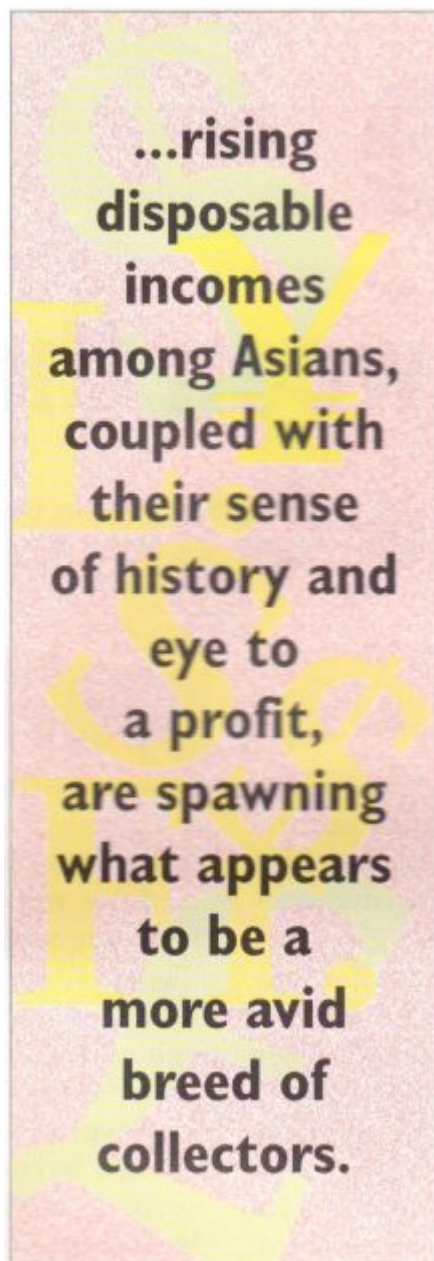 ...rising
disposable
incomes
among Asians,
coupled with
their sense
of history and
eye to
a profit,
are spawning
what appears
to be a
more avid
breed of
collectors.